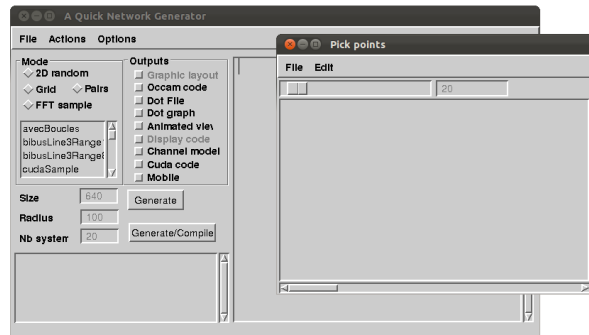 A Quick Network Generator
File Actions Options
Mode
2D random
Grid Pairs
FFT sample
avecBoucles
bibusLine3Range
bibusLine3Range
cudaSample
Outputs
Graphic layout
Occam code
Dot File
Dot graph
Animated view
Display code
Channel model
Cuda code
Mobile
Size 640
Radius 100
Nb system 20
Generate
Generate/Compile
Pick points
File Edit
20